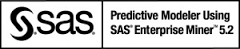 sas.
Predictive Modeler Using
SAS® Enterprise Miner™ 5.2